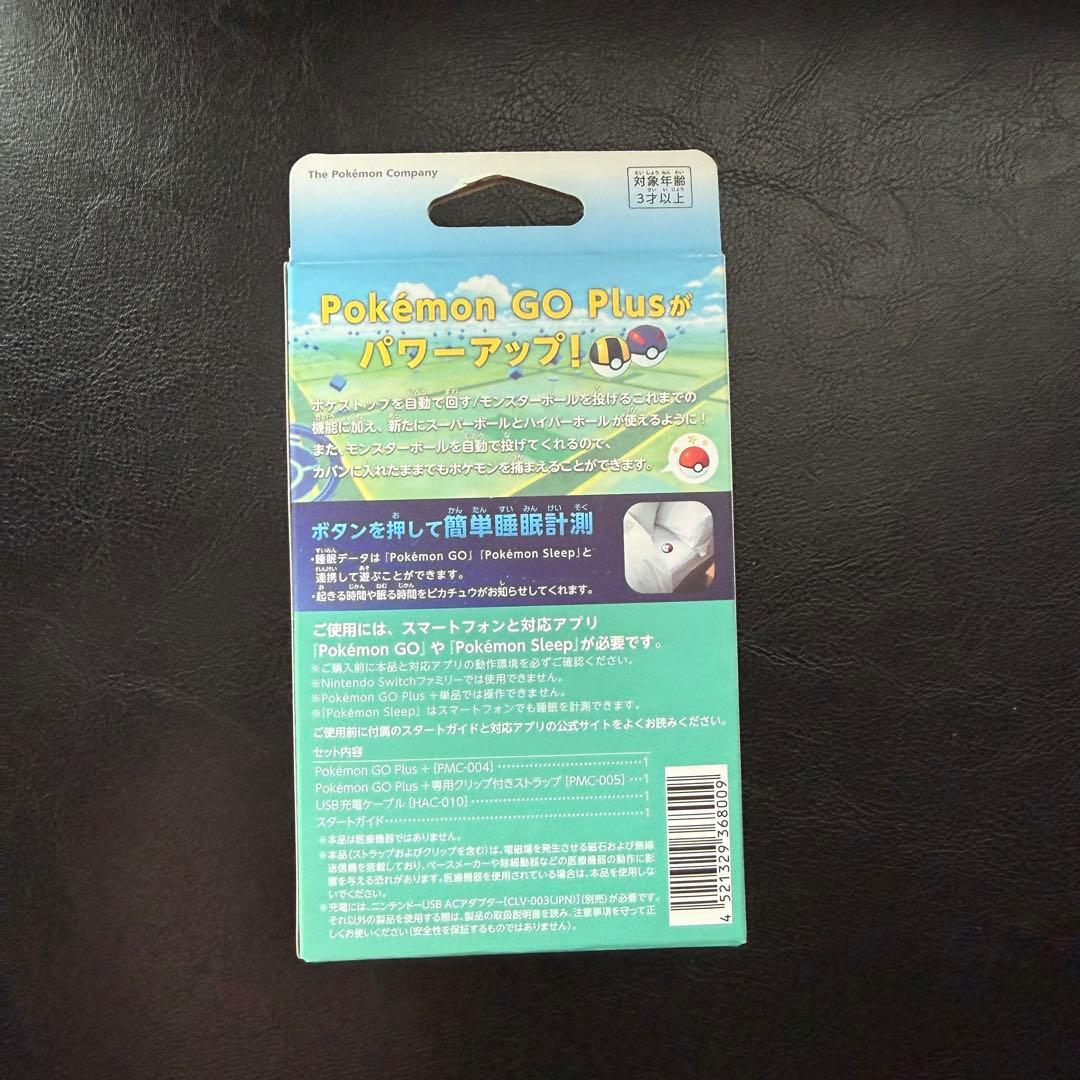 The Pokémon Company
対象年齢
3才以上
Pokémon GO Plusが
パワーアップ!
ポケストップを自動で回す/モンスターボールを投げるこれまでの
機能に加え、新たにスーパーボールとハイパーボールが使えるように!
また、モンスターボールを自動で投げてくれるので、
カバンに入れたままでもポケモンを捕まえることができます。
ボタンを押して簡単睡眠計測
・睡眠データは『Pokémon GO』『Pokémon Sleep』と
連携して遊ぶことができます。
・起きる時間や眠る時間をピカチュウがお知らせしてくれます。
ご使用には、スマートフォンと対応アプリ
『Pokémon GO』や『Pokémon Sleep』が必要です。
※ご購入前に本品と対応アプリの動作環境を必ずご確認ください。
※Nintendo Switchファミリーでは使用できません。
※Pokémon GO Plus +単品では操作できません。
※『Pokémon Sleep』はスマートフォンでも睡眠を計測できます。
ご使用前に付属のスタートガイドと対応アプリの公式サイトをよくお読みください。
セット内容
Pokémon GO Plus + [PMC-004]……………………………1
Pokémon GO Plus +専用クリップ付きストラップ [PMC-005] …1
USB充電ケーブル [HAC-010]……………………………1
スタートガイド……………………………1
※本品は医療機器ではありません。
※本品(ストラップおよびクリップを含む)は、電磁場を発生させる磁石および無線
送信機を搭載しており、ペースメーカーや除細動器などの医療機器の動作に影
響を与える恐れがあります。医療機器を使用されている場合は、本品を使用しな
いでください。
※充電には、ニンテンドーUSB ACアダプター[CLV-003(JPN)](別売)が必要です。
それ以外の製品を使用する際は、製品の取扱説明書を読み、注意事項を守って正
しくお使いください(安全性を保証するものではありません)。
4 521329 368009